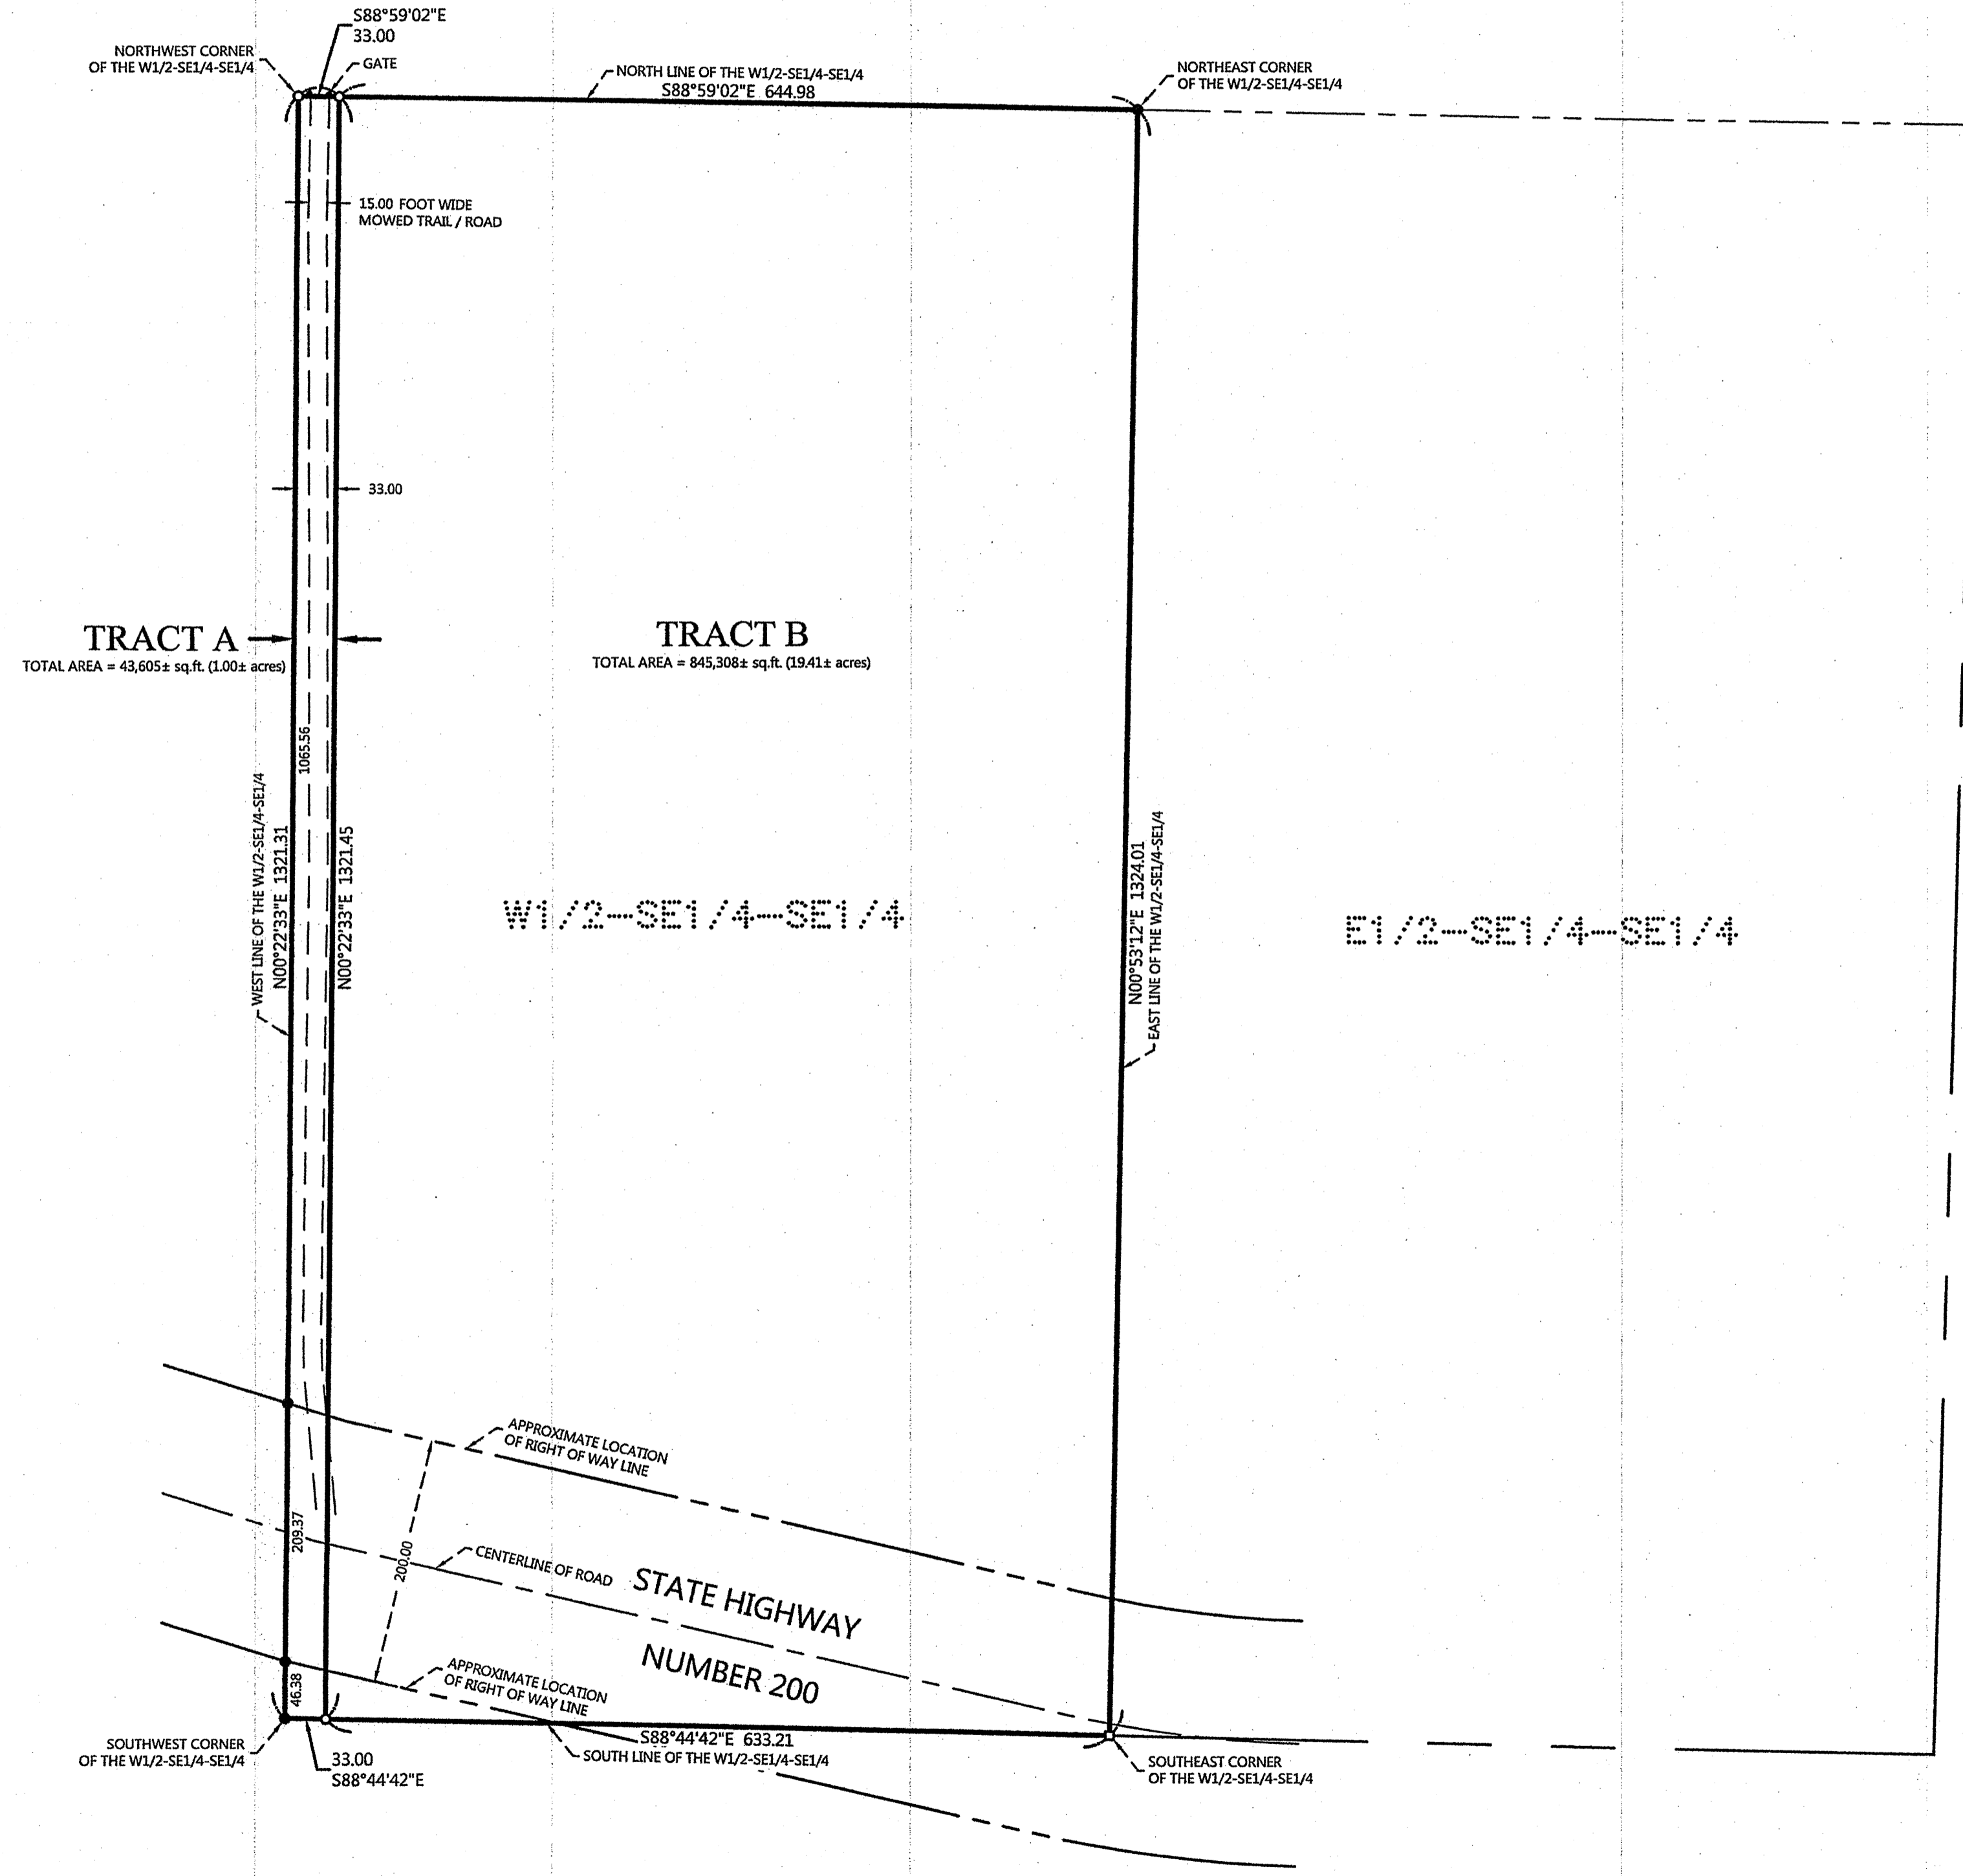 S88°59'02"E
33.00
NORTHWEST CORNER
OF THE W1/2-SE1/4-SE1/4
GATE
NORTH LINE OF THE W1/2-SE1/4-SE1/4
S88°59'02"E 644.98
NORTHEAST CORNER
OF THE W1/2-SE1/4-SE1/4
15.00 FOOT WIDE
MOWED TRAIL / ROAD
33.00
TRACT A
TOTAL AREA = 43,605± sq.ft. (1.00± acres)
TRACT B
TOTAL AREA = 845,308± sq.ft. (19.41± acres)
1065.56
WEST LINE OF THE W1/2-SE1/4-SE1/4
N00°22'33"E 1321.31
N00°22'33"E 1321.45
N00°53'12"E 1324.01
EAST LINE OF THE W1/2-SE1/4-SE1/4
W1/2-SE1/4-SE1/4
E1/2-SE1/4-SE1/4
APPROXIMATE LOCATION
OF RIGHT OF WAY LINE
209.37
200.00
CENTERLINE OF ROAD
STATE HIGHWAY
NUMBER 200
46.38
APPROXIMATE LOCATION
OF RIGHT OF WAY LINE
S88°44'42"E 633.21
SOUTH LINE OF THE W1/2-SE1/4-SE1/4
SOUTHWEST CORNER
OF THE W1/2-SE1/4-SE1/4
33.00
S88°44'42"E
SOUTHEAST CORNER
OF THE W1/2-SE1/4-SE1/4